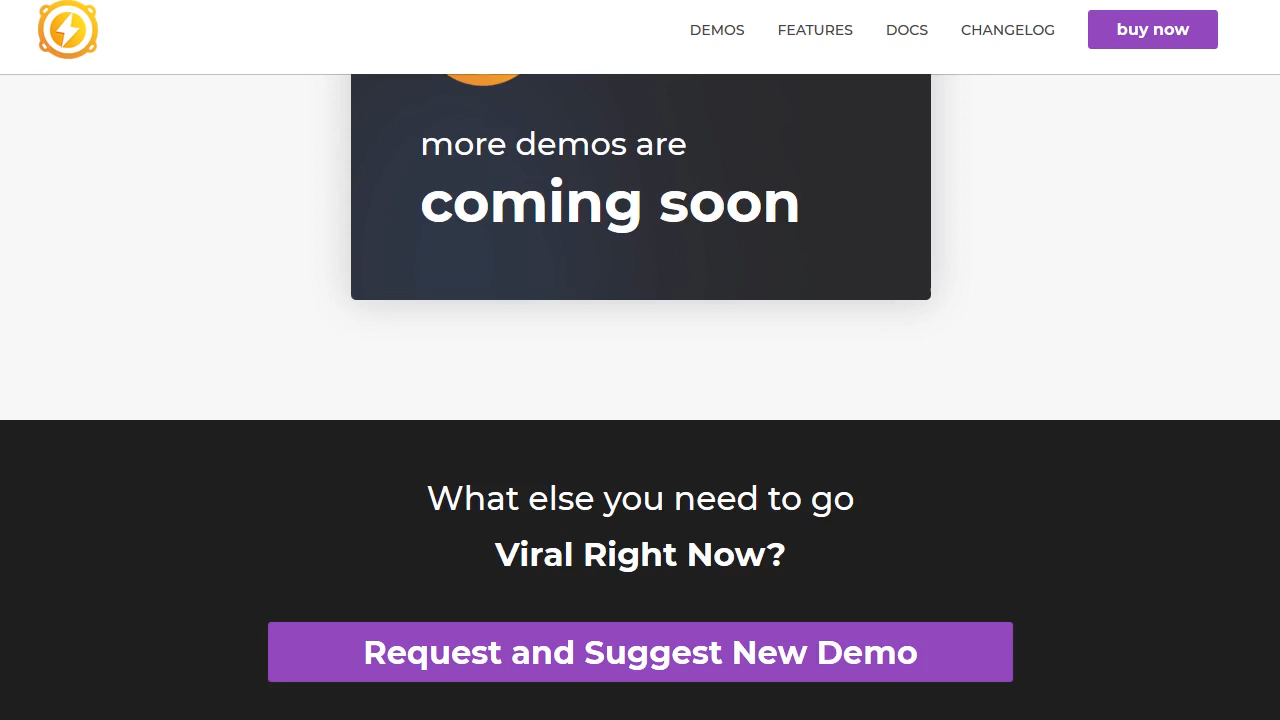 DEMOS FEATURES DOCS CHANGELOG buy now
more demos are
coming soon
What else you need to go
Viral Right Now?
Request and Suggest New Demo